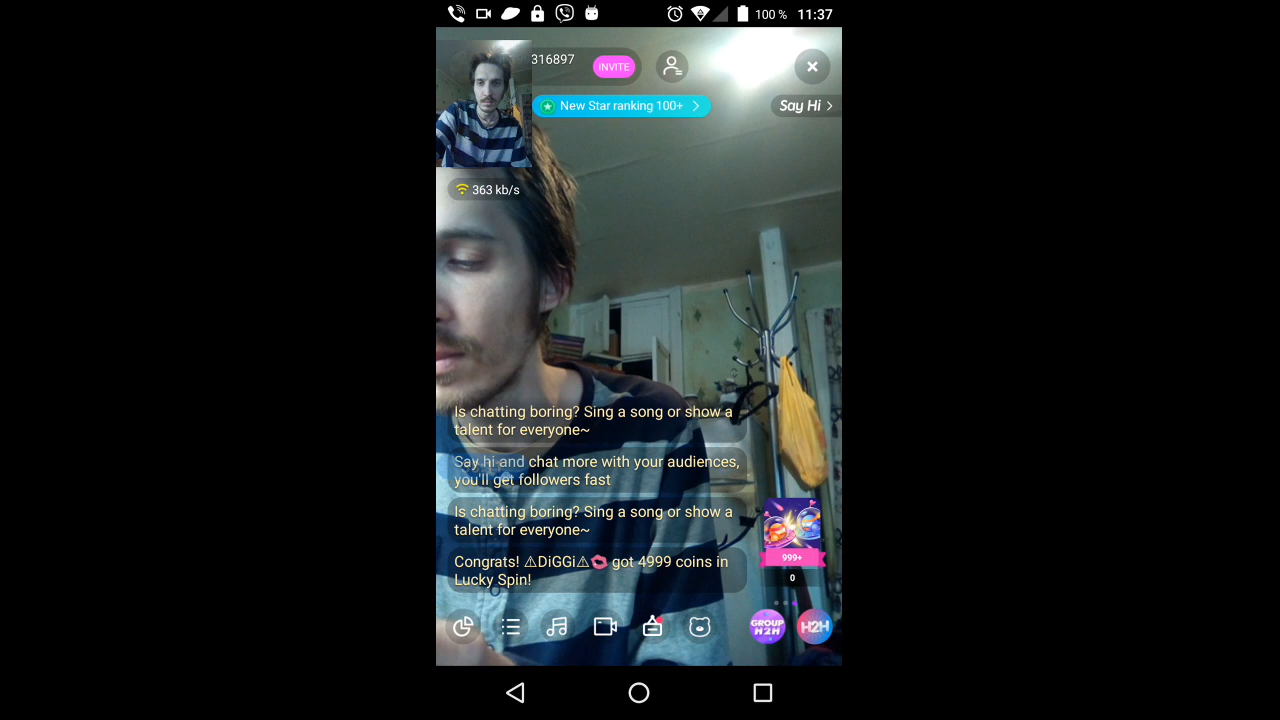 100 %
11:37
316897
INVITE
New Star ranking 100+
Say Hi
363 kb/s
Is chatting boring? Sing a song or show a
talent for everyone~
Say hi and chat more with your audiences,
you'll get followers fast
Is chatting boring? Sing a song or show a
talent for everyone~
Congrats! ⚠DiGGi⚠💋 got 4999 coins in
Lucky Spin!
999+
0
GROUP
H2H
H2H